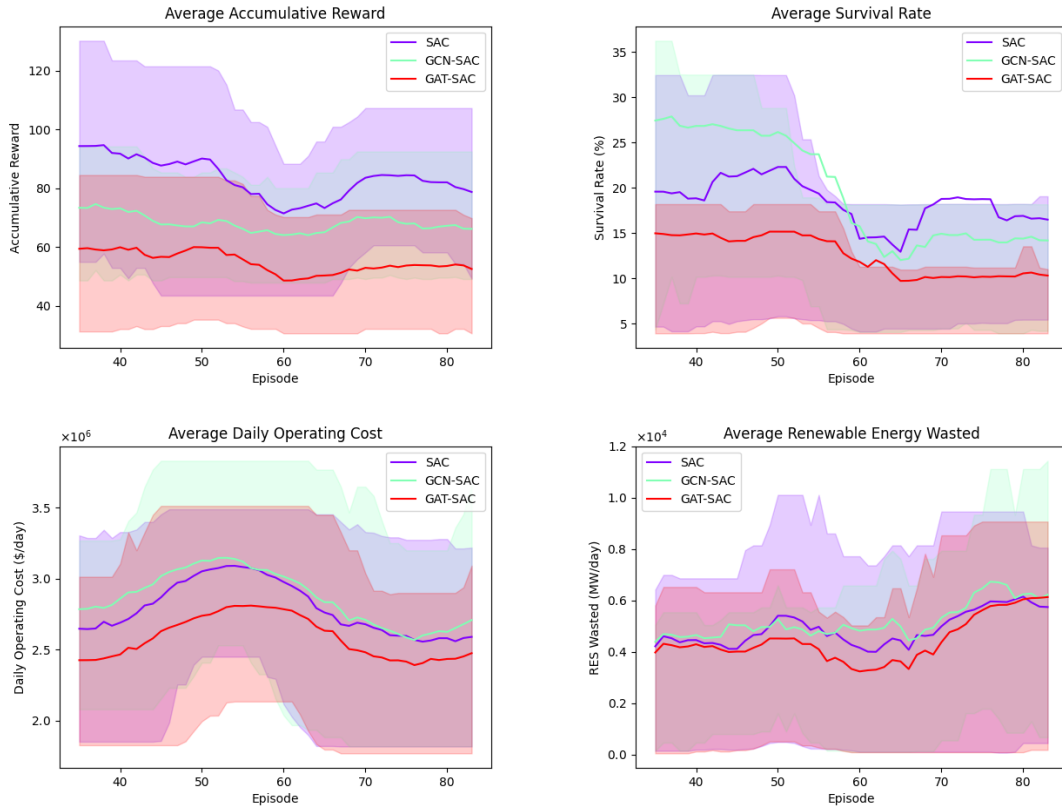 Average Accumulative Reward
Accumulative Reward
120
100
80
60
40
SAC
GCN-SAC
GAT-SAC
40 50 60 70 80
Episode
Average Survival Rate
Survival Rate (%)
35
30
25
20
15
10
5
SAC
GCN-SAC
GAT-SAC
40 50 60 70 80
Episode
Average Daily Operating Cost
×10⁶
Daily Operating Cost ($/day)
3.5
3.0
2.5
2.0
SAC
GCN-SAC
GAT-SAC
40 50 60 70 80
Episode
Average Renewable Energy Wasted
×10⁴
RES Wasted (MW/day)
1.2
1.0
0.8
0.6
0.4
0.2
0.0
SAC
GCN-SAC
GAT-SAC
40 50 60 70 80
Episode